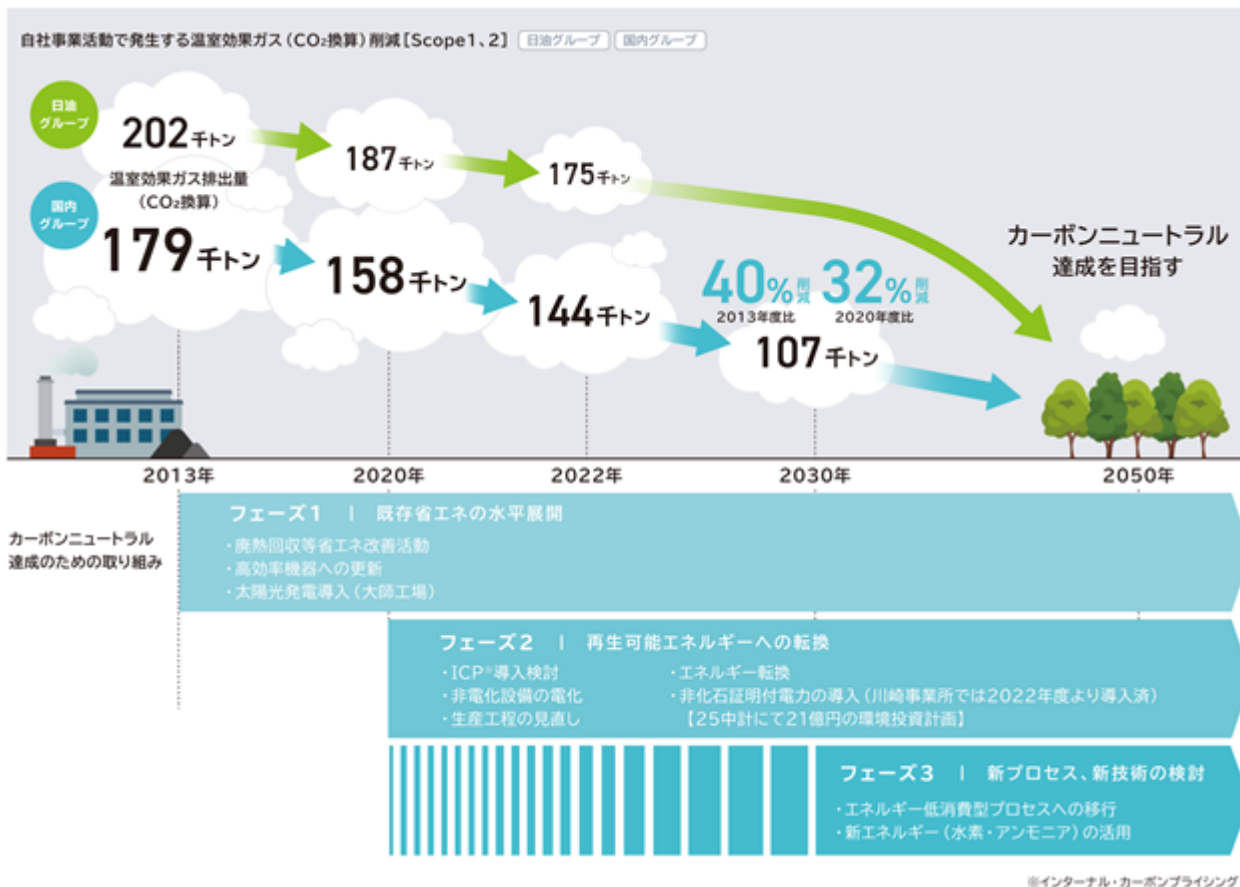 自社事業活動で発生する温室効果ガス(CO₂換算)削減[Scope1、2] 日油グループ 国内グループ
日油
グループ
202千トン
187千トン
175千トン
温室効果ガス排出量
(CO₂換算)
国内
グループ
179千トン
158千トン
144千トン
40%削減
2013年度比
32%削減
2020年度比
107千トン
カーボンニュートラル
達成を目指す
2013年 2020年 2022年 2030年 2050年
カーボンニュートラル
達成のための取り組み
フェーズ1 | 既存省エネの水平展開
・廃熱回収等省エネ改善活動
・高効率機器への更新
・太陽光発電導入(大師工場)
フェーズ2 | 再生可能エネルギーへの転換
・ICP※導入検討
・非電化設備の電化
・生産工程の見直し
・エネルギー転換
・非化石証明付電力の導入(川崎事業所では2022年度より導入済)
【25中計にて21億円の環境投資計画】
フェーズ3 | 新プロセス、新技術の検討
・エネルギー低消費型プロセスへの移行
・新エネルギー(水素・アンモニア)の活用
※インターナル・カーボンプライシング